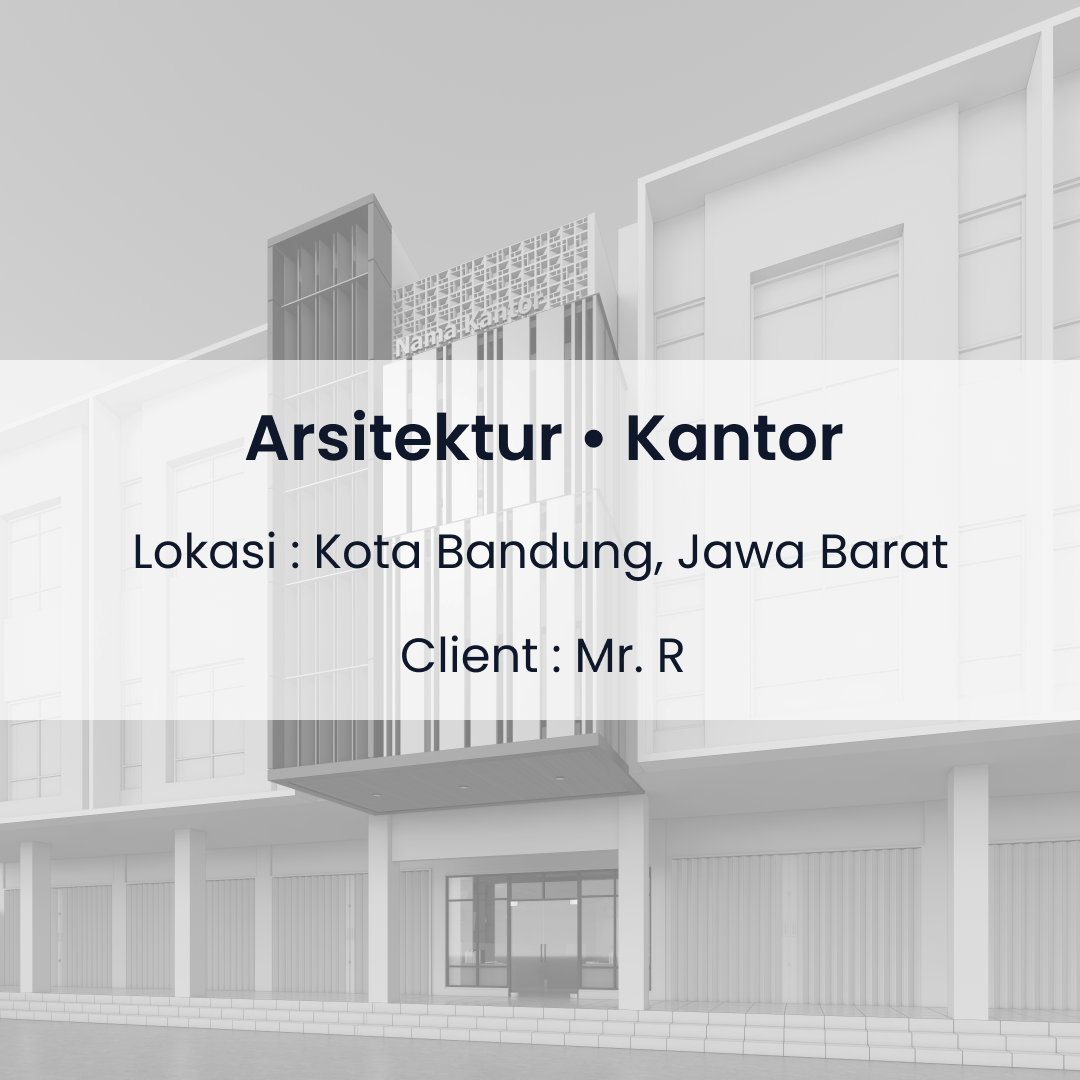 Nama Kantor
Arsitektur • Kantor
Lokasi : Kota Bandung, Jawa Barat
Client : Mr. R